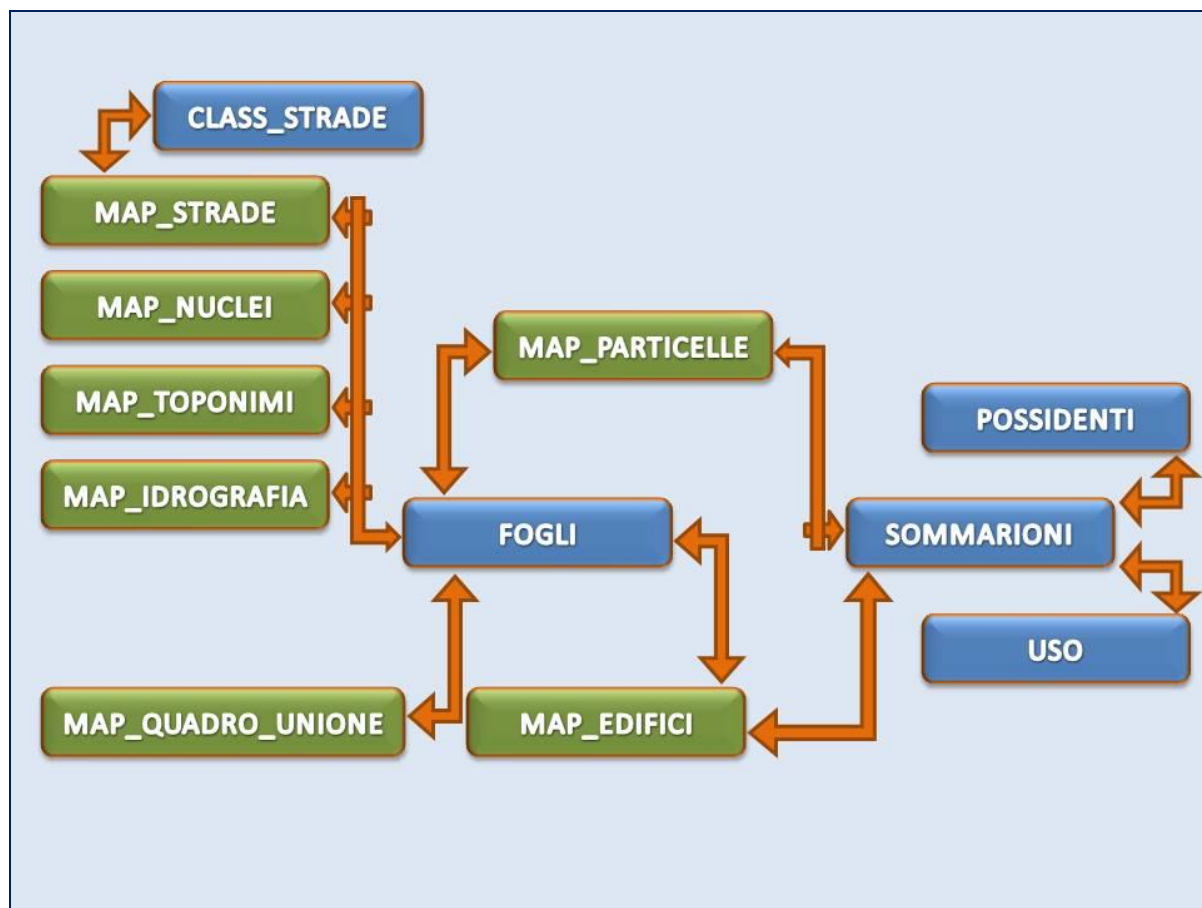 CLASS_STRADE
MAP_STRADE
MAP_NUCLEI
MAP_PARTICELLE
MAP_TOPONIMI
POSSIDENTI
MAP_IDROGRAFIA
FOGLI
SOMMARIONI
USO
MAP_QUADRO_UNIONE
MAP_EDIFICI